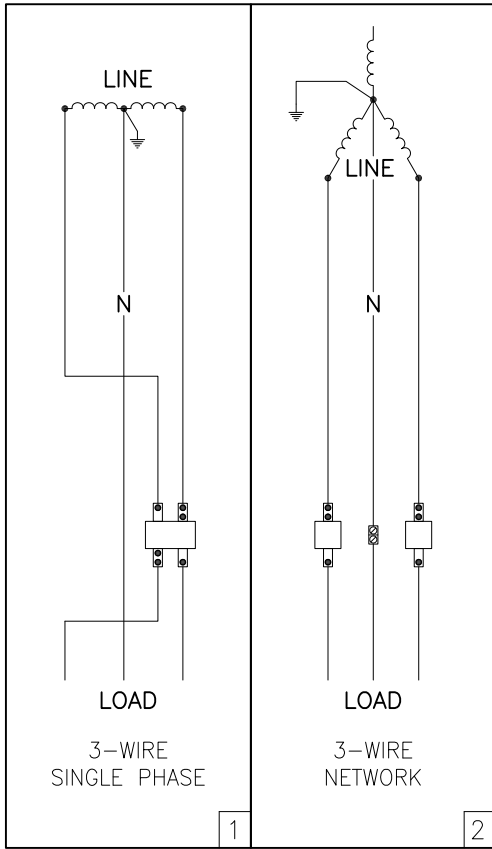 LINE
N
LOAD
3-WIRE
SINGLE PHASE
1
LINE
N
LOAD
3-WIRE
NETWORK
2